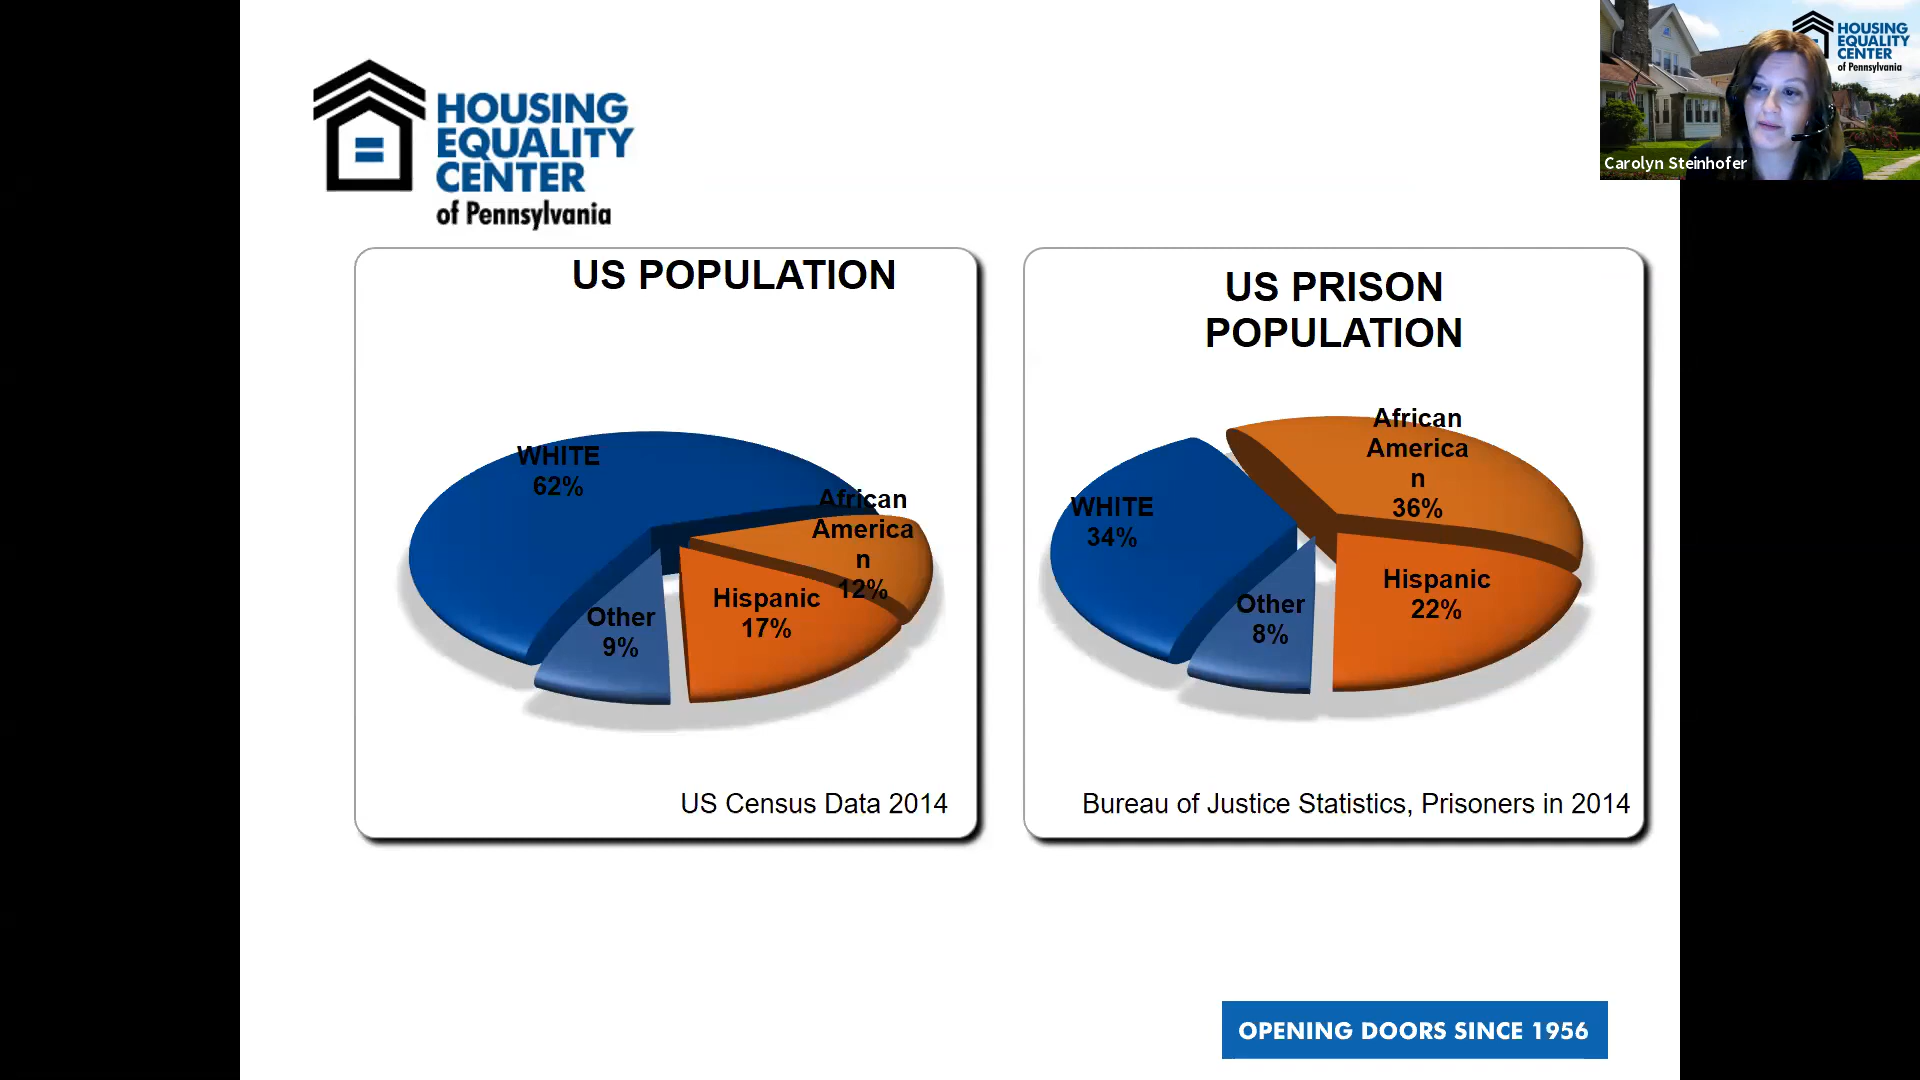 HOUSING
EQUALITY
CENTER
of Pennsylvania
HOUSING
EQUALITY
CENTER
of Pennsylvania
Carolyn Steinhofer
US POPULATION
WHITE
62%
African
America
n
12%
Hispanic
17%
Other
9%
US Census Data 2014
US PRISON
POPULATION
African
America
n
36%
WHITE
34%
Hispanic
22%
Other
8%
Bureau of Justice Statistics, Prisoners in 2014
OPENING DOORS SINCE 1956